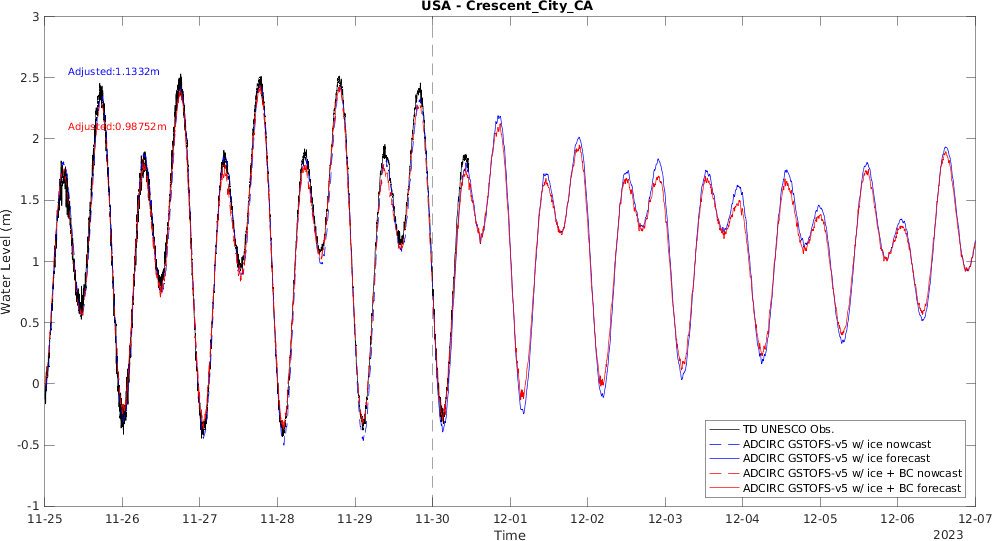 USA - Crescent_City_CA
3
2.5
2
1.5
1
0.5
0
-0.5
-1
Water Level (m)
Adjusted:1.1332m
Adjusted:0.98752m
TD UNESCO Obs.
ADCIRC GSTOFS-v5 w/ ice nowcast
ADCIRC GSTOFS-v5 w/ ice forecast
ADCIRC GSTOFS-v5 w/ ice + BC nowcast
ADCIRC GSTOFS-v5 w/ ice + BC forecast
11-25 11-26 11-27 11-28 11-29 11-30 12-01 12-02 12-03 12-04 12-05 12-06 12-07
Time
2023